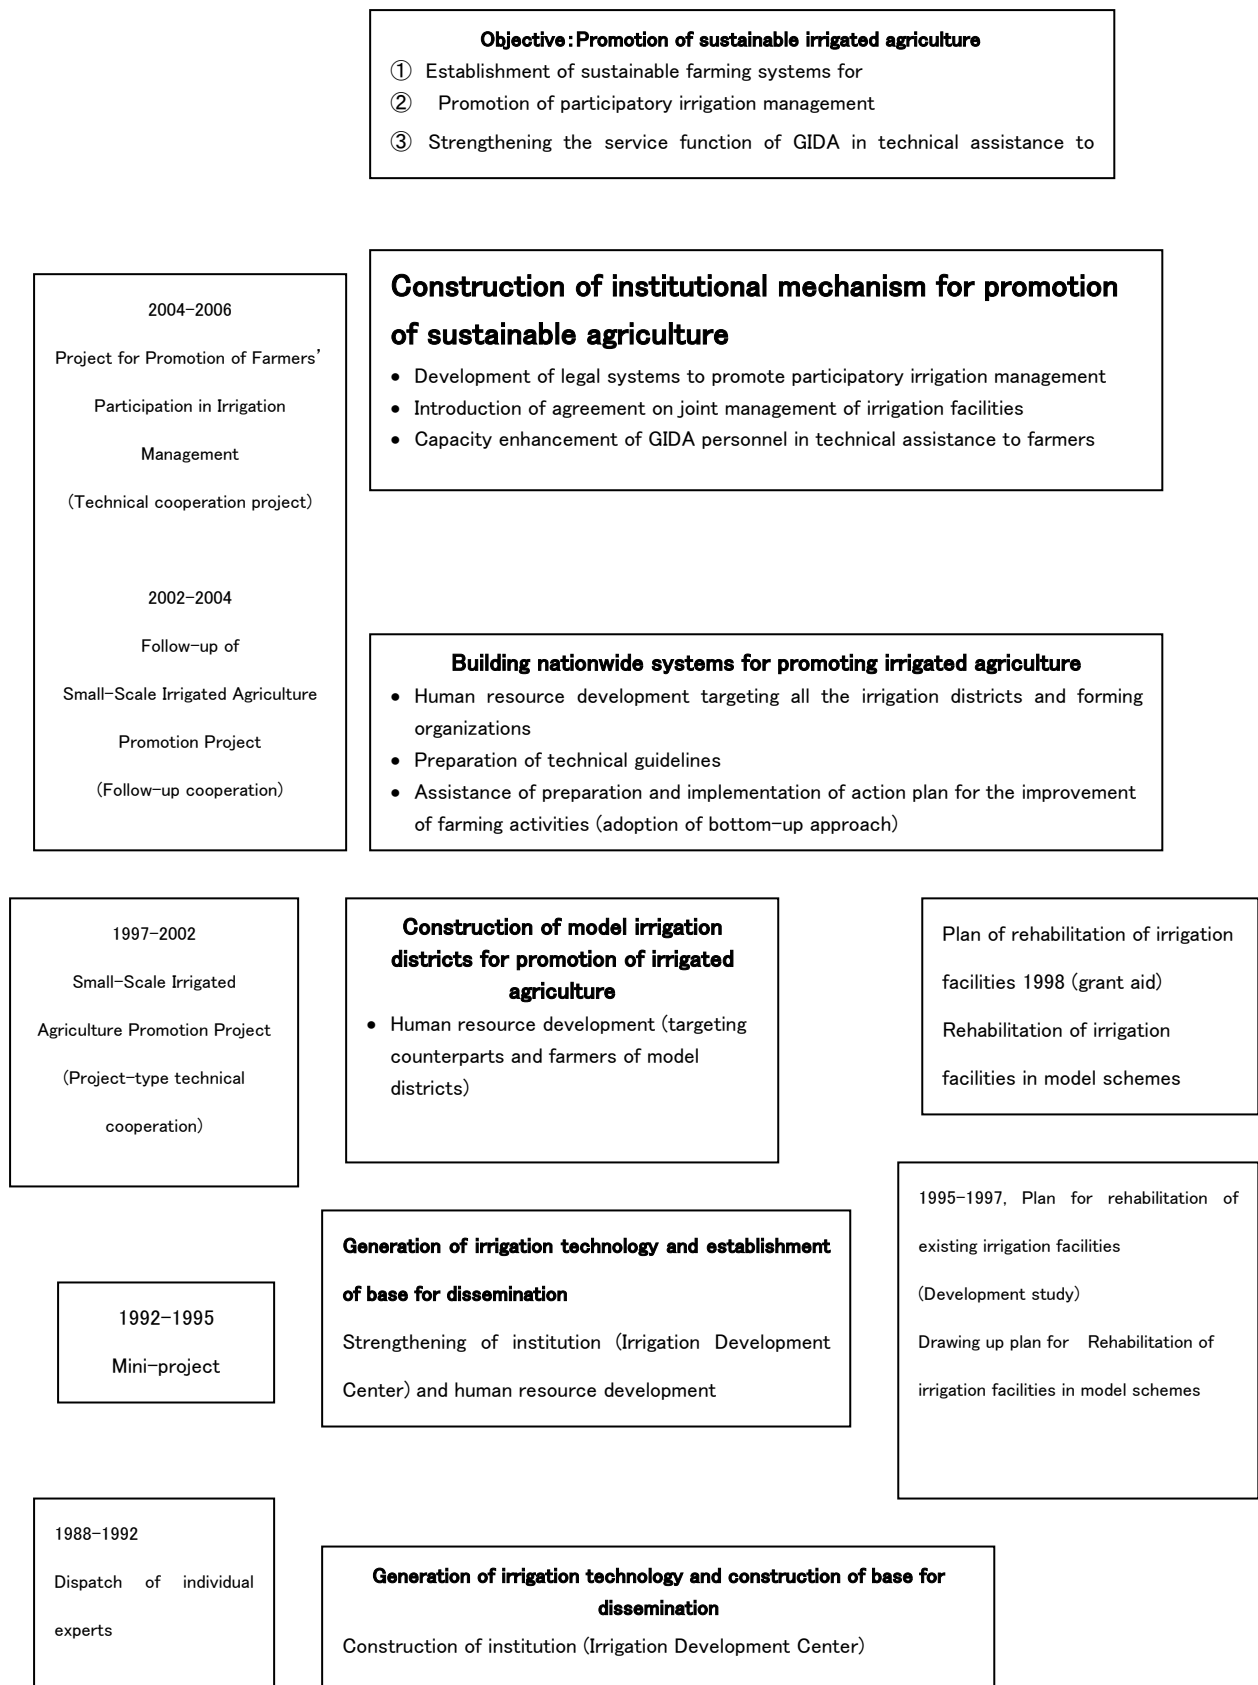 Objective：Promotion of sustainable irrigated agriculture
① Establishment of sustainable farming systems for
② Promotion of participatory irrigation management
③ Strengthening the service function of GIDA in technical assistance to
2004-2006
Project for Promotion of Farmers’
Participation in Irrigation
Management
(Technical cooperation project)
2002-2004
Follow-up of
Small-Scale Irrigated Agriculture
Promotion Project
(Follow-up cooperation)
Construction of institutional mechanism for promotion
of sustainable agriculture
• Development of legal systems to promote participatory irrigation management
• Introduction of agreement on joint management of irrigation facilities
• Capacity enhancement of GIDA personnel in technical assistance to farmers
Building nationwide systems for promoting irrigated agriculture
• Human resource development targeting all the irrigation districts and forming
organizations
• Preparation of technical guidelines
• Assistance of preparation and implementation of action plan for the improvement
of farming activities (adoption of bottom-up approach)
1997-2002
Small-Scale Irrigated
Agriculture Promotion Project
(Project-type technical
cooperation)
Construction of model irrigation
districts for promotion of irrigated
agriculture
• Human resource development (targeting
counterparts and farmers of model
districts)
Plan of rehabilitation of irrigation
facilities 1998 (grant aid)
Rehabilitation of irrigation
facilities in model schemes
1992-1995
Mini-project
Generation of irrigation technology and establishment
of base for dissemination
Strengthening of institution (Irrigation Development
Center) and human resource development
1995-1997, Plan for rehabilitation of
existing irrigation facilities
(Development study)
Drawing up plan for Rehabilitation of
irrigation facilities in model schemes
1988-1992
Dispatch of individual
experts
Generation of irrigation technology and construction of base for
dissemination
Construction of institution (Irrigation Development Center)